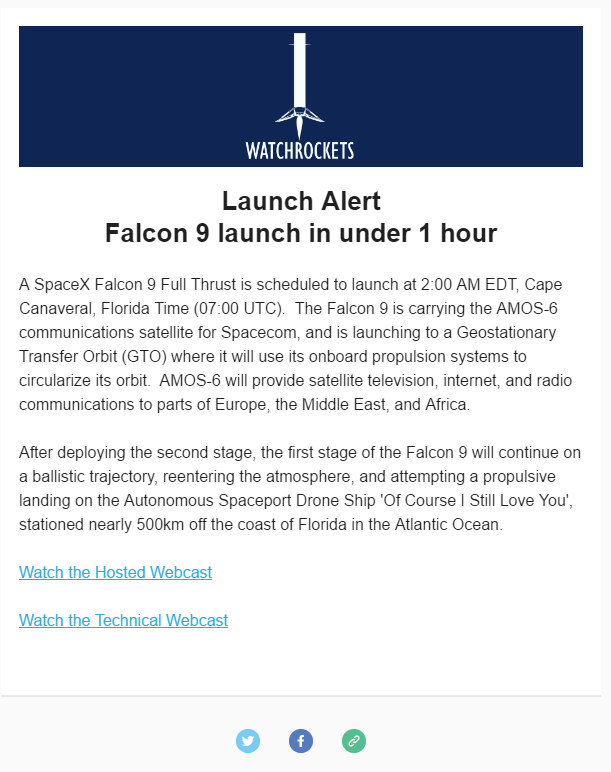 WATCHROCKETS
Launch Alert
Falcon 9 launch in under 1 hour
A SpaceX Falcon 9 Full Thrust is scheduled to launch at 2:00 AM EDT, Cape
Canaveral, Florida Time (07:00 UTC).  The Falcon 9 is carrying the AMOS-6
communications satellite for Spacecom, and is launching to a Geostationary
Transfer Orbit (GTO) where it will use its onboard propulsion systems to
circularize its orbit.  AMOS-6 will provide satellite television, internet, and radio
communications to parts of Europe, the Middle East, and Africa.
After deploying the second stage, the first stage of the Falcon 9 will continue on
a ballistic trajectory, reentering the atmosphere, and attempting a propulsive
landing on the Autonomous Spaceport Drone Ship 'Of Course I Still Love You',
stationed nearly 500km off the coast of Florida in the Atlantic Ocean.
Watch the Hosted Webcast
Watch the Technical Webcast